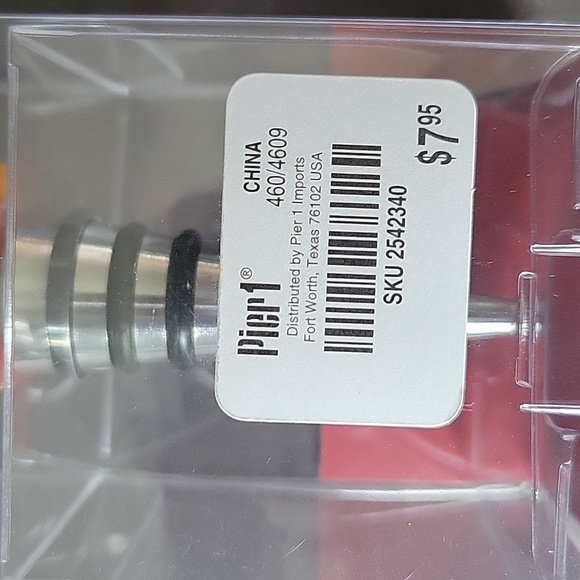 Pier1® CHINA
460/4609
Distributed by Pier 1 Imports
Fort Worth, Texas 76102 USA
SKU 2542340
$7.95